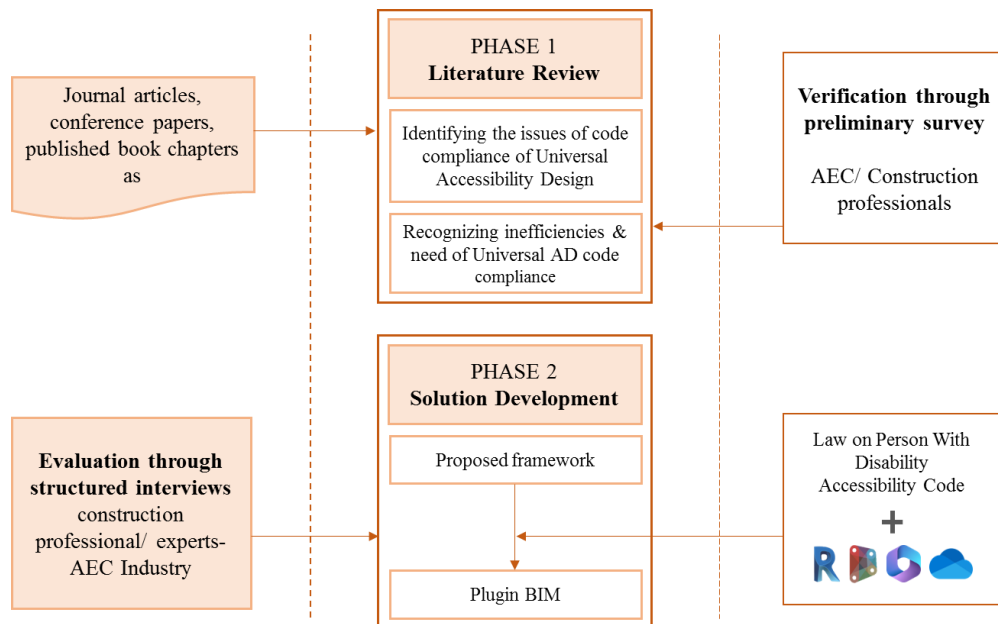 Journal articles,
conference papers,
published book chapters
as
PHASE 1
Literature Review
Identifying the issues of code
compliance of Universal
Accessibility Design
Recognizing inefficiencies &
need of Universal AD code
compliance
Verification through
preliminary survey
AEC/ Construction
professionals
Evaluation through
structured interviews
construction
professional/ experts-
AEC Industry
PHASE 2
Solution Development
Proposed framework
Plugin BIM
Law on Person With
Disability
Accessibility Code
+
R